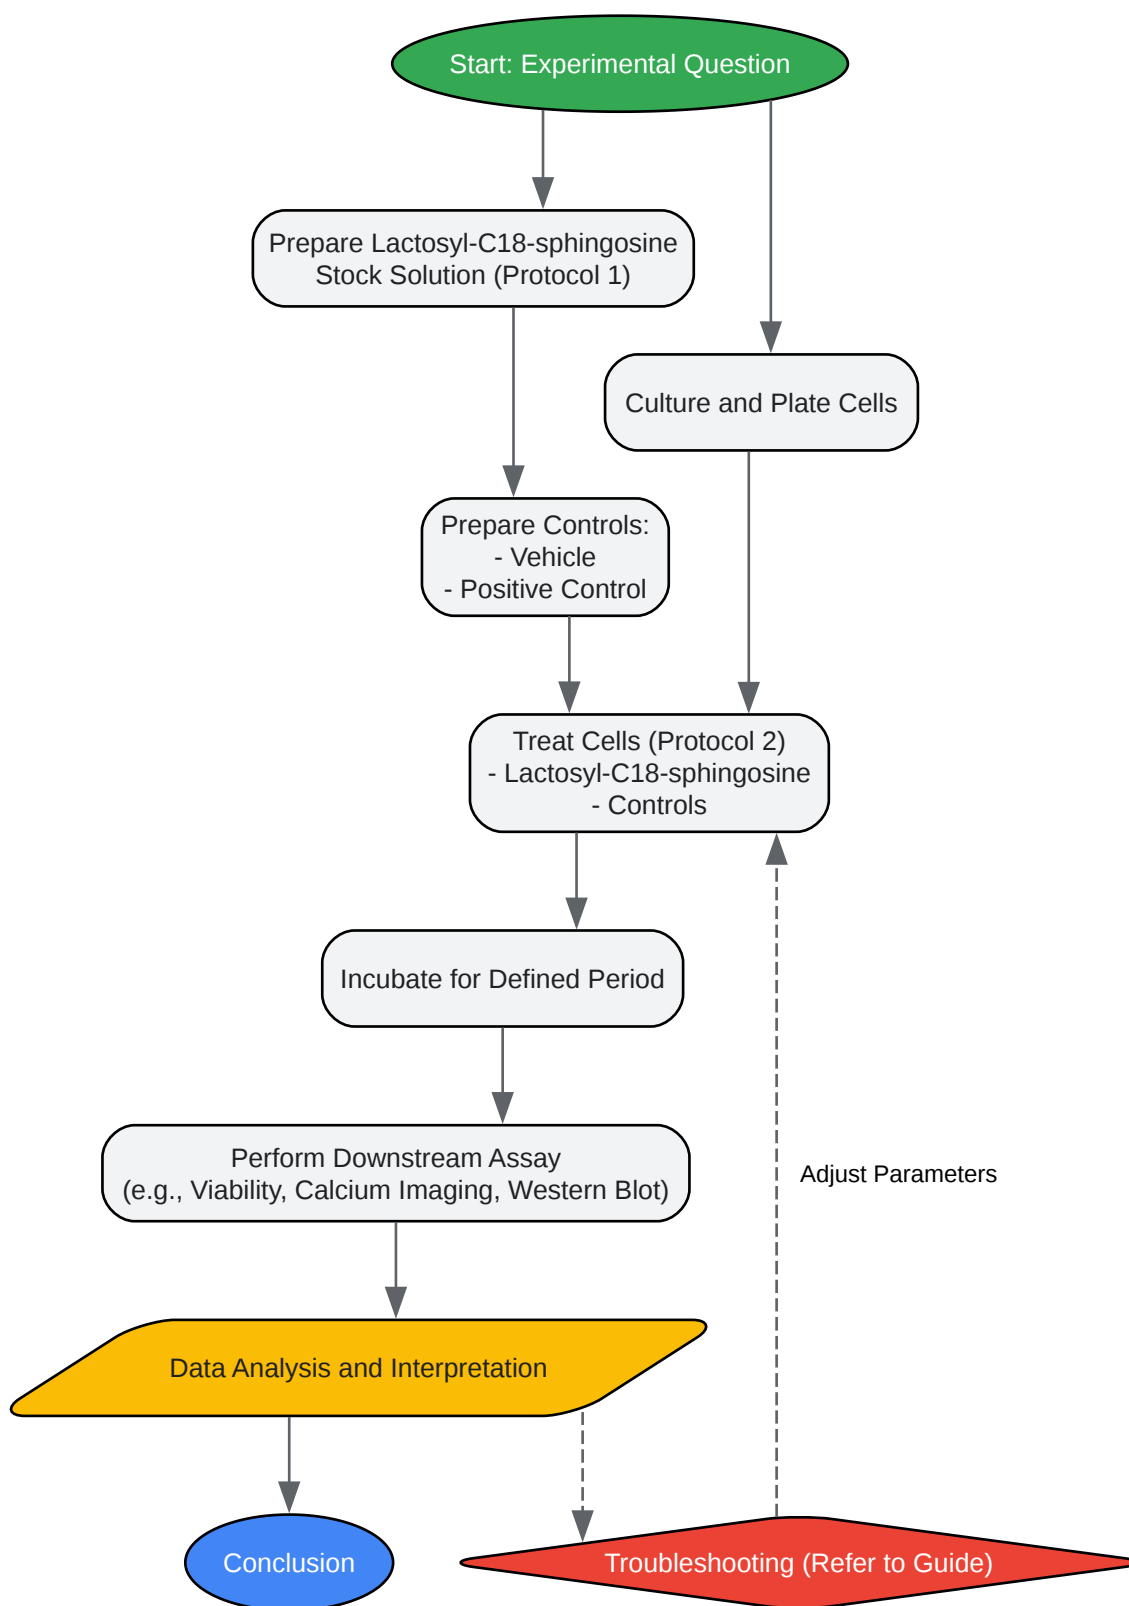 Start: Experimental Question
Prepare Lactosyl-C18-sphingosine
Stock Solution (Protocol 1)
Culture and Plate Cells
Prepare Controls:
- Vehicle
- Positive Control
Treat Cells (Protocol 2)
- Lactosyl-C18-sphingosine
- Controls
Incubate for Defined Period
Perform Downstream Assay
(e.g., Viability, Calcium Imaging, Western Blot)
Adjust Parameters
Data Analysis and Interpretation
Conclusion
Troubleshooting (Refer to Guide)